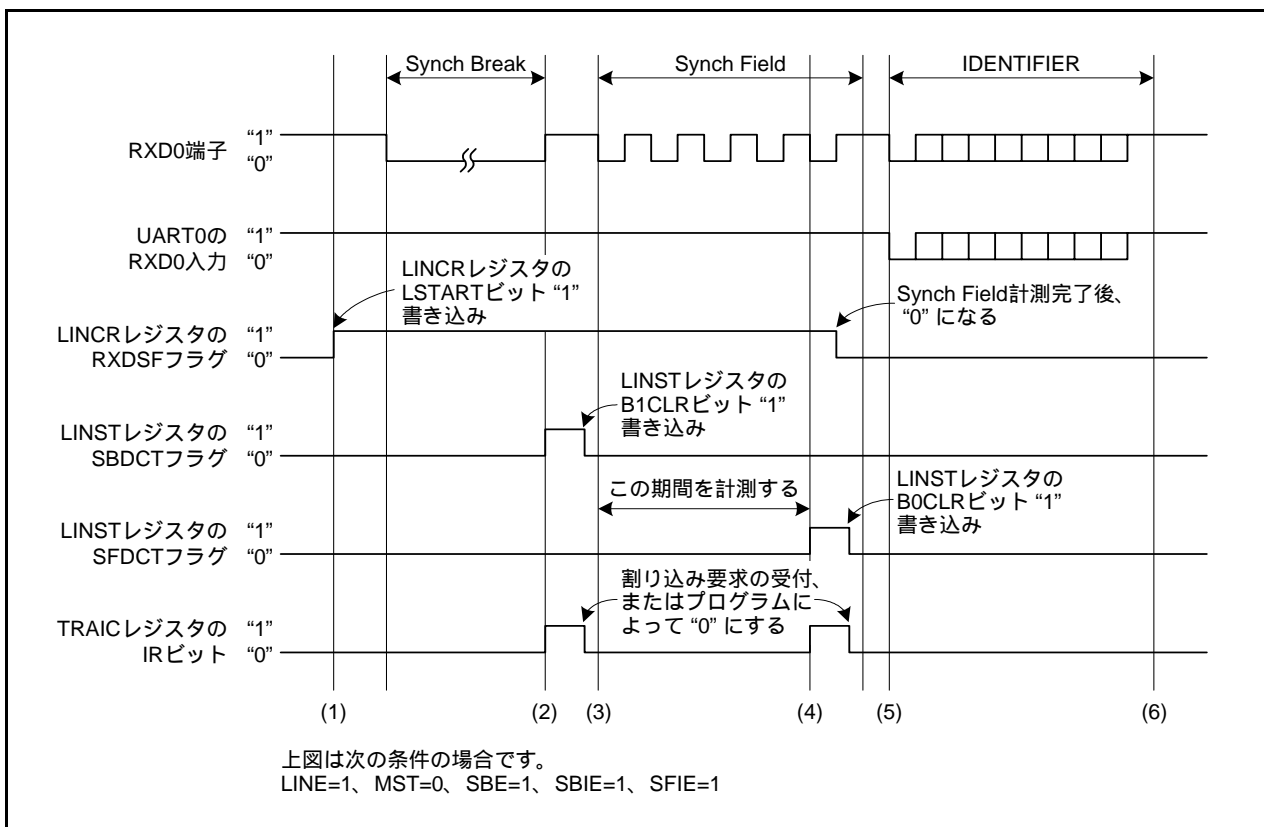 Synch Break
Synch Field
IDENTIFIER
RXD0端子
“1”
“0”
UART0の
RXD0入力
“1”
“0”
LINCRレジスタの
LSTARTビット “1”
書き込み
Synch Field計測完了後、
“0” になる
LINCRレジスタの
RXDSFフラグ
“1”
“0”
LINSTレジスタの
B1CLRビット “1”
書き込み
LINSTレジスタの
SBDCTフラグ
“1”
“0”
この期間を計測する
LINSTレジスタの
B0CLRビット “1”
書き込み
LINSTレジスタの
SFDCTフラグ
“1”
“0”
割り込み要求の受付、
またはプログラムに
よって “0” にする
TRAICレジスタの
IRビット
“1”
“0”
(1)
(2)
(3)
(4)
(5)
(6)
上図は次の条件の場合です。
LINE=1、MST=0、SBE=1、SBIE=1、SFIE=1